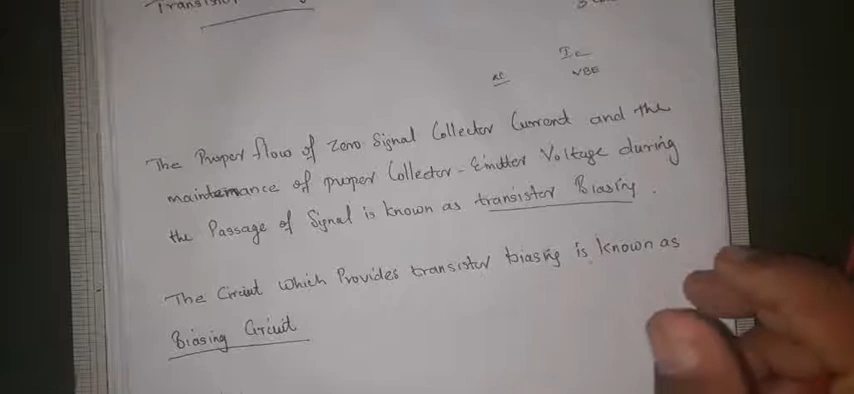 Transistor
ac
Ic
VBE
The Proper flow of Zero Signal Collector Current and the
maintenance of proper Collector-Emitter Voltage during
the Passage of Signal is known as transistor Biasing.
The Circuit which Provides transistor biasing is known as
Biasing Circuit